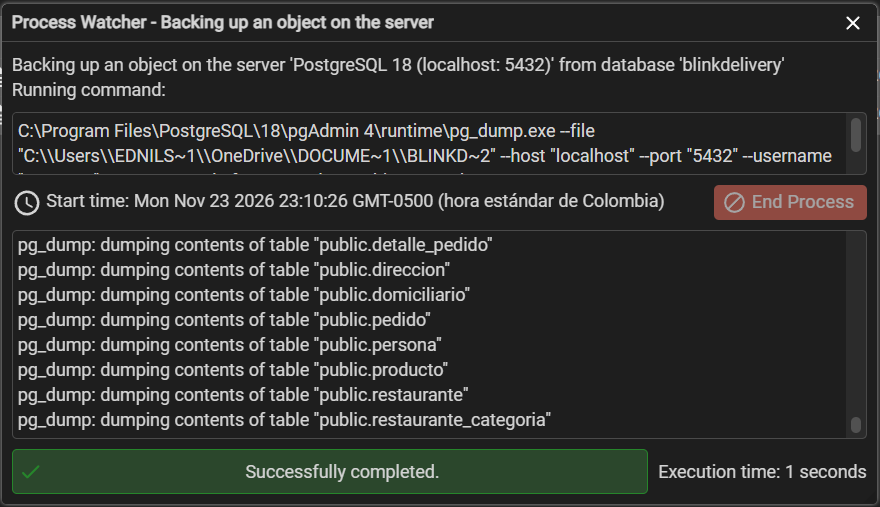 Process Watcher - Backing up an object on the server
Backing up an object on the server 'PostgreSQL 18 (localhost: 5432)' from database 'blinkdelivery'
Running command:
C:\Program Files\PostgreSQL\18\pgAdmin 4\runtime\pg_dump.exe --file
"C:\\Users\\EDNILS~1\\OneDrive\\DOCUME~1\\BLINKD~2" --host "localhost" --port "5432" --username
Start time: Mon Nov 23 2026 23:10:26 GMT-0500 (hora estándar de Colombia)
End Process
pg_dump: dumping contents of table "public.detalle_pedido"
pg_dump: dumping contents of table "public.direccion"
pg_dump: dumping contents of table "public.domiciliario"
pg_dump: dumping contents of table "public.pedido"
pg_dump: dumping contents of table "public.persona"
pg_dump: dumping contents of table "public.producto"
pg_dump: dumping contents of table "public.restaurante"
pg_dump: dumping contents of table "public.restaurante_categoria"
Successfully completed.
Execution time: 1 seconds